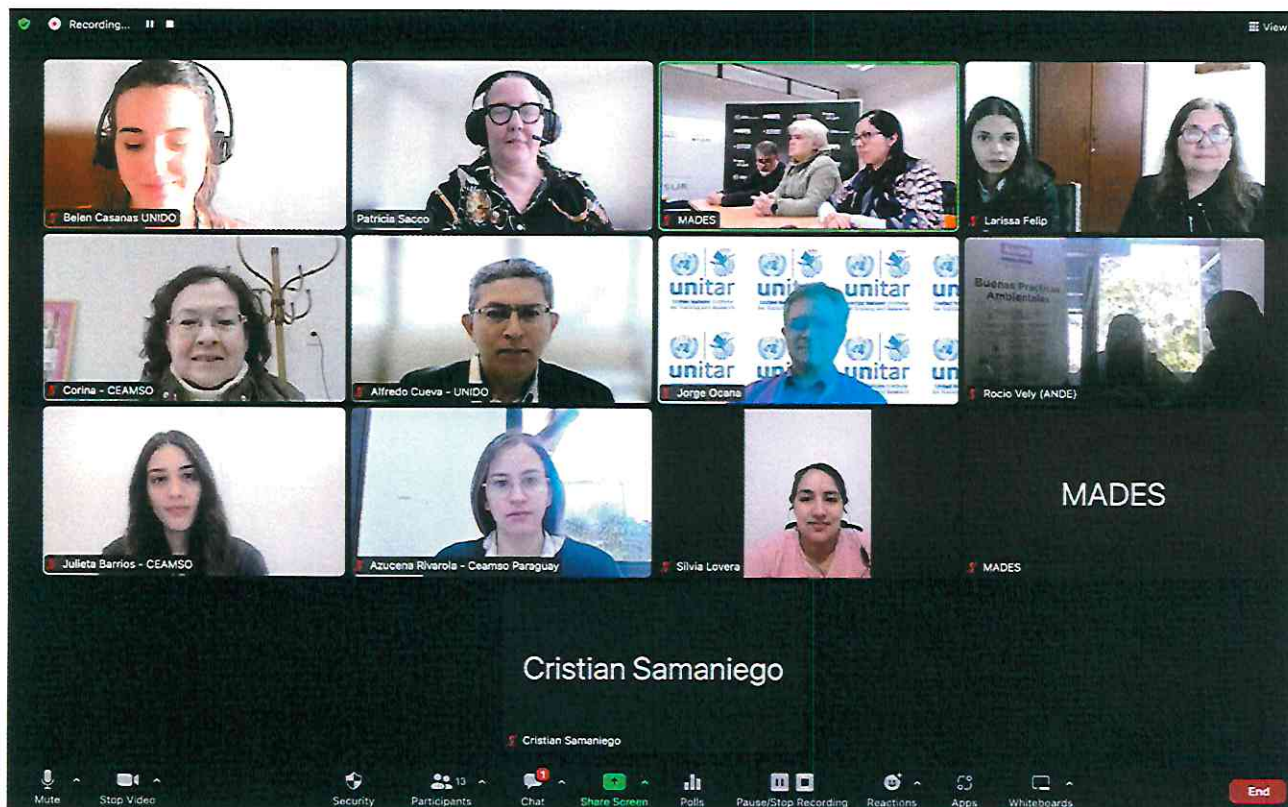 Recording...
View
Belen Casanas UNIDO
Patricia Sacco
MADES
Larissa Felip
Corina - CEAMSO
Alfredo Cueva - UNIDO
unitar
unitar
unitar
unitar
unitar
unitar
Jorge Ocana
Buenas Practicas
Ambientales
Rocio Vely (ANDE)
Julieta Barrios - CEAMSO
Azucena Rivarola - Ceamso Paraguay
Silvia Lovera
MADES
MADES
Cristian Samaniego
Cristian Samaniego
Mute
Stop Video
Security
Participants
13
Chat
1
Share Screen
Polls
Pause/Stop Recording
Reactions
Apps
Whiteboards
End